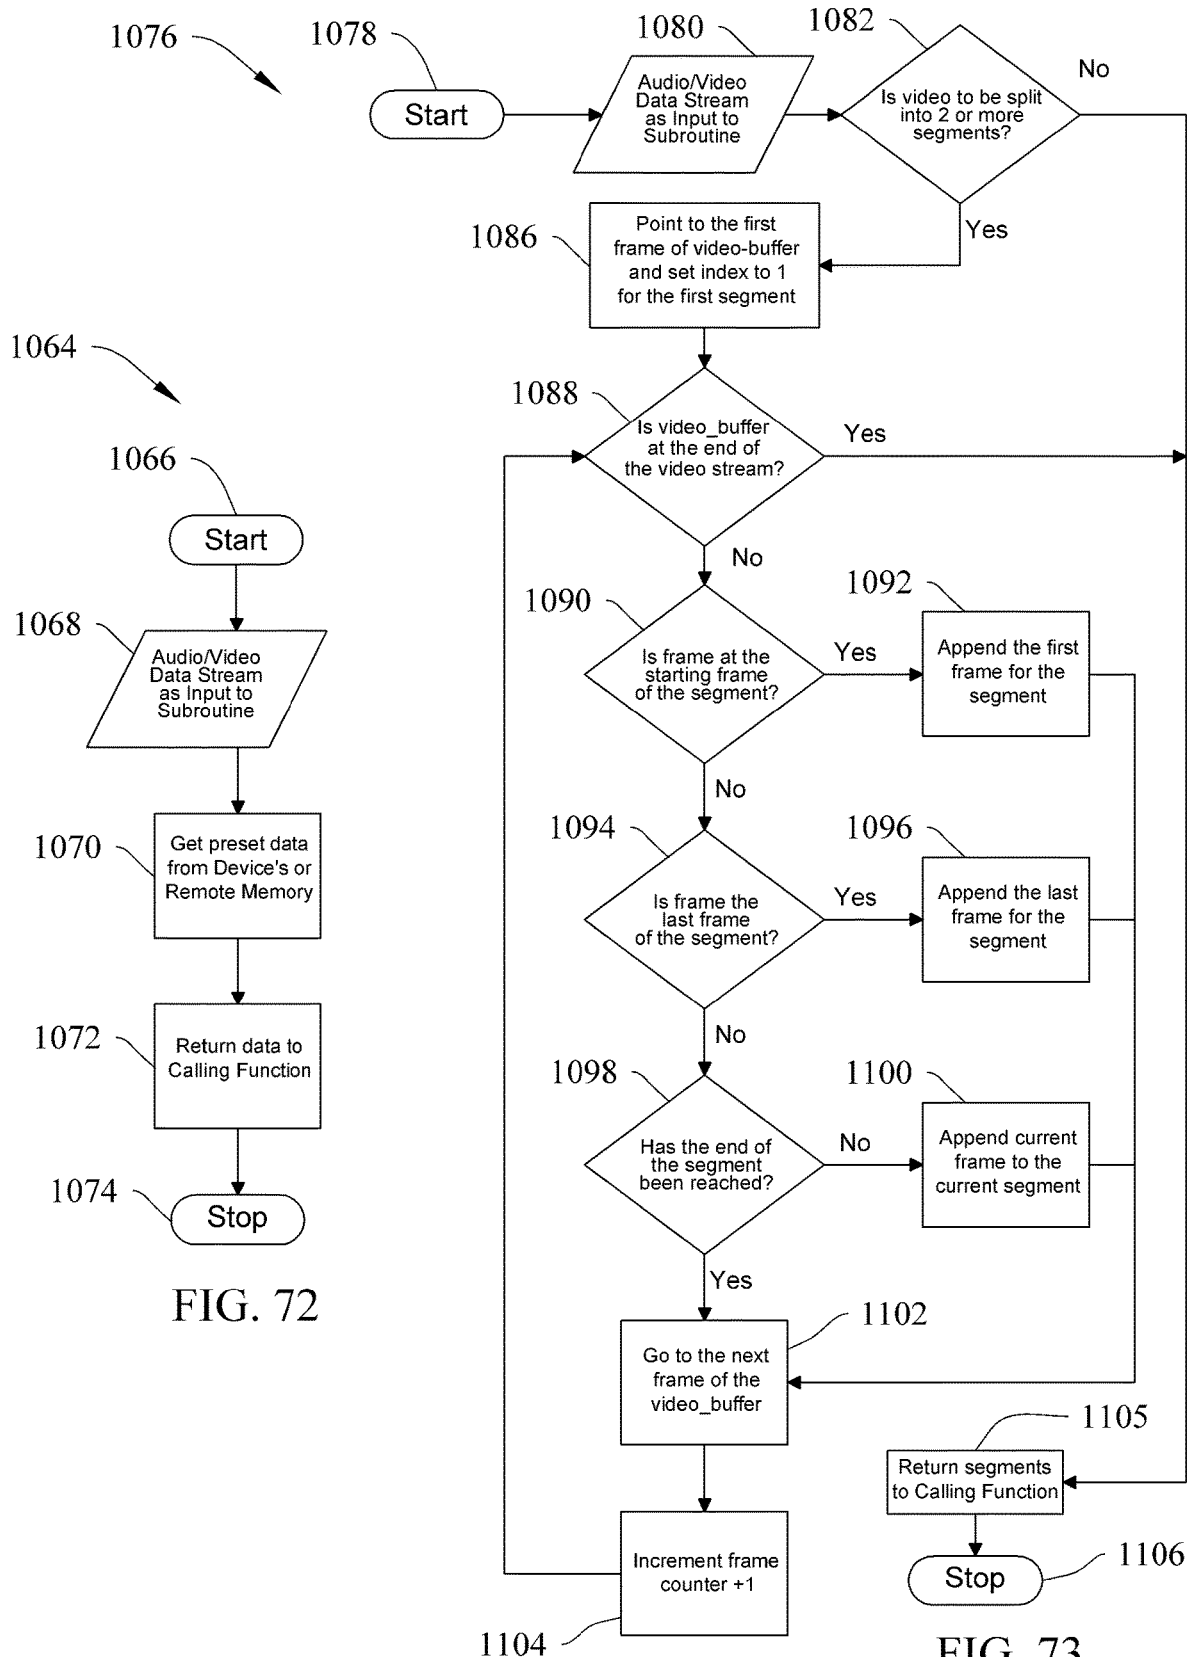 1076
1078
Start
1080
Audio/Video
Data Stream
as Input to
Subroutine
1082
Is video to be split
into 2 or more
segments?
No
Yes
1086
Point to the first
frame of video-buffer
and set index to 1
for the first segment
1088
Is video_buffer
at the end of
the video stream?
Yes
No
1090
Is frame at the
starting frame
of the segment?
Yes
1092
Append the first
frame for the
segment
No
1094
Is frame the
last frame
of the segment?
Yes
1096
Append the last
frame for the
segment
No
1098
Has the end of
the segment
been reached?
No
1100
Append current
frame to the
current segment
Yes
1102
Go to the next
frame of the
video_buffer
1104
Increment frame
counter +1
1105
Return segments
to Calling Function
1106
Stop
FIG. 73
1064
1066
Start
1068
Audio/Video
Data Stream
as Input to
Subroutine
1070
Get preset data
from Device's or
Remote Memory
1072
Return data to
Calling Function
1074
Stop
FIG. 72